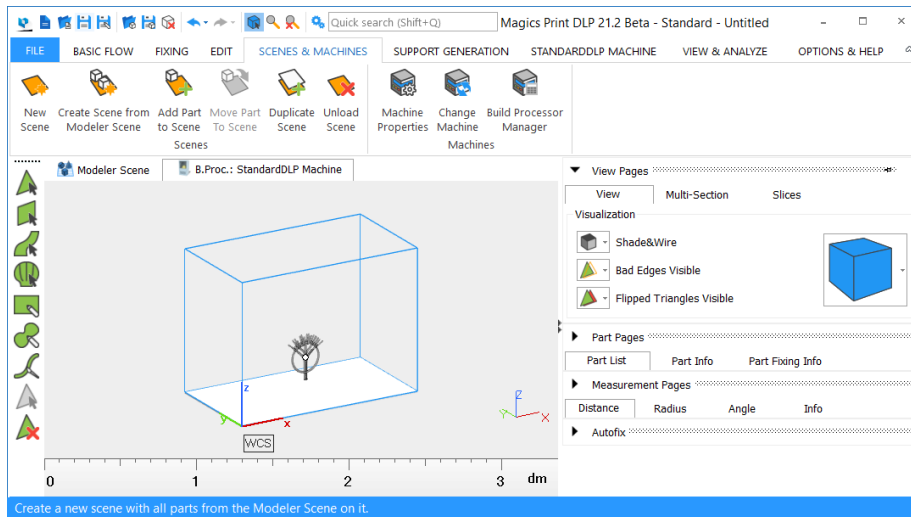 Quick search (Shift+Q)
Magics Print DLP 21.2 Beta - Standard - Untitled
FILE BASIC FLOW FIXING EDIT SCENES & MACHINES SUPPORT GENERATION STANDARDDLP MACHINE VIEW & ANALYZE OPTIONS & HELP
New Create Scene from Add Part Move Part Duplicate Unload Machine Change Build Processor
Scene Modeler Scene to Scene To Scene Scene Scene Properties Machine Manager
Scenes Machines
Modeler Scene B.Proc.: StandardDLP Machine
View Pages
View Multi-Section Slices
Visualization
Shade&Wire
Bad Edges Visible
Flipped Triangles Visible
Part Pages
Part List Part Info Part Fixing Info
Measurement Pages
Distance Radius Angle Info
Autofix
z
y
x
WCS
Z
Y
X
0 1 2 3 dm
Create a new scene with all parts from the Modeler Scene on it.